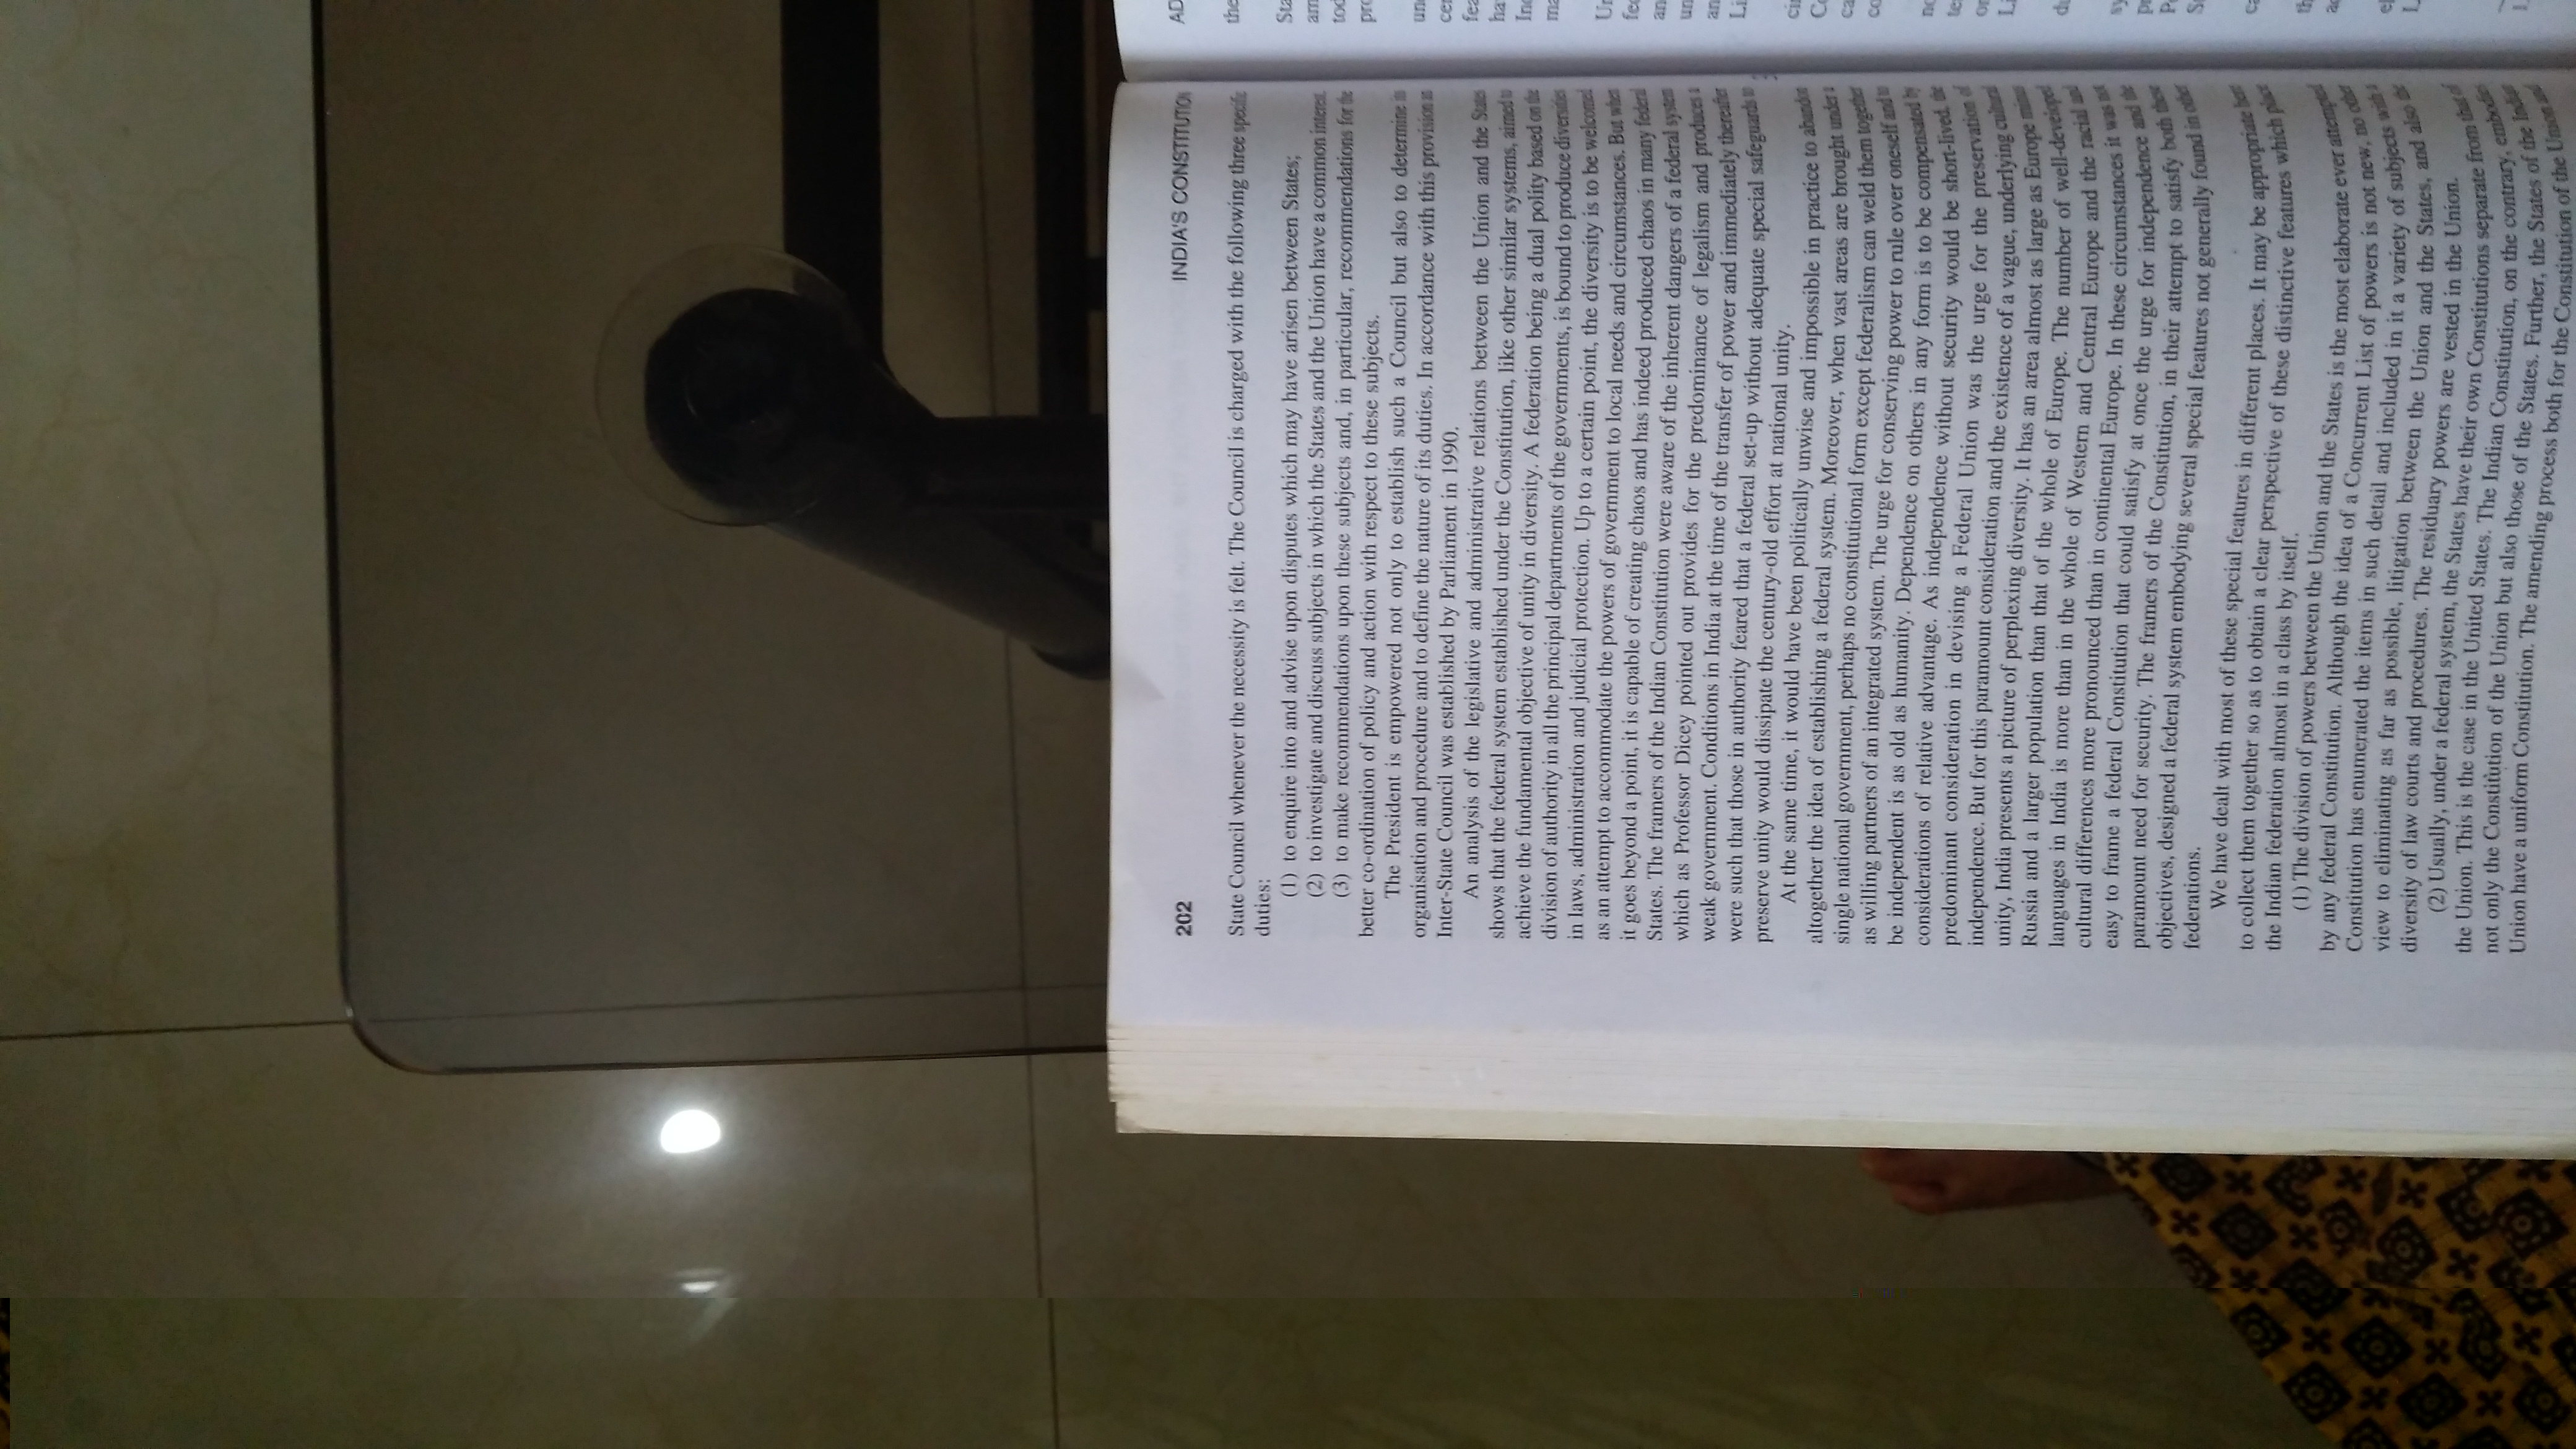 202
INDIA'S CONSTITUTION
State Council whenever the necessity is felt. The Council is charged with the following three specific
duties:
(1) to enquire into and advise upon disputes which may have arisen between States;
(2) to investigate and discuss subjects in which the States and the Union have a common interest.
(3) to make recommendations upon these subjects and, in particular, recommendations for the
better co-ordination of policy and action with respect to these subjects.
The President is empowered not only to establish such a Council but also to determine its
organisation and procedure and to define the nature of its duties. In accordance with this provision an
Inter-State Council was established by Parliament in 1990.
An analysis of the legislative and administrative relations between the Union and the States
shows that the federal system established under the Constitution, like other similar systems, aimed to
achieve the fundamental objective of unity in diversity. A federation being a dual polity based on the
division of authority in all the principal departments of the governments, is bound to produce diversities
in laws, administration and judicial protection. Up to a certain point, the diversity is to be welcomed
as an attempt to accommodate the powers of government to local needs and circumstances. But when
it goes beyond a point, it is capable of creating chaos and has indeed produced chaos in many federal
States. The framers of the Indian Constitution were aware of the inherent dangers of a federal system
which as Professor Dicey pointed out provides for the predominance of legalism and produces a
weak government. Conditions in India at the time of the transfer of power and immediately thereafter
were such that those in authority feared that a federal set-up without adequate special safeguards to
preserve unity would dissipate the century-old effort at national unity.
At the same time, it would have been politically unwise and impossible in practice to abandon
altogether the idea of establishing a federal system. Moreover, when vast areas are brought under a
single national government, perhaps no constitutional form except federalism can weld them together
as willing partners of an integrated system. The urge for conserving power to rule over oneself and to
be independent is as old as humanity. Dependence on others in any form is to be compensated by
considerations of relative advantage. As independence without security would be short-lived, the
predominant consideration in devising a Federal Union was the urge for the preservation of
independence. But for this paramount consideration and the existence of a vague, underlying cultural
unity, India presents a picture of perplexing diversity. It has an area almost as large as Europe minus
Russia and a larger population than that of the whole of Europe. The number of well-developed
languages in India is more than in the whole of Western and Central Europe and the racial and
cultural differences more pronounced than in continental Europe. In these circumstances it was not
easy to frame a federal Constitution that could satisfy at once the urge for independence and the
paramount need for security. The framers of the Constitution, in their attempt to satisfy both these
objectives, designed a federal system embodying several special features not generally found in other
federations.
We have dealt with most of these special features in different places. It may be appropriate here
to collect them together so as to obtain a clear perspective of these distinctive features which place
the Indian federation almost in a class by itself.
(1) The division of powers between the Union and the States is the most elaborate ever attempted
by any federal Constitution. Although the idea of a Concurrent List of powers is not new, no other
Constitution has enumerated the items in such detail and included in it a variety of subjects with a
view to eliminating as far as possible, litigation between the Union and the States, and also the
diversity of law courts and procedures. The residuary powers are vested in the Union.
(2) Usually, under a federal system, the States have their own Constitutions separate from that of
the Union. This is the case in the United States. The Indian Constitution, on the contrary, embodies
not only the Constitution of the Union but also those of the States. Further, the States of the Indian
Union have a uniform Constitution. The amending process both for the Constitution of the Union and